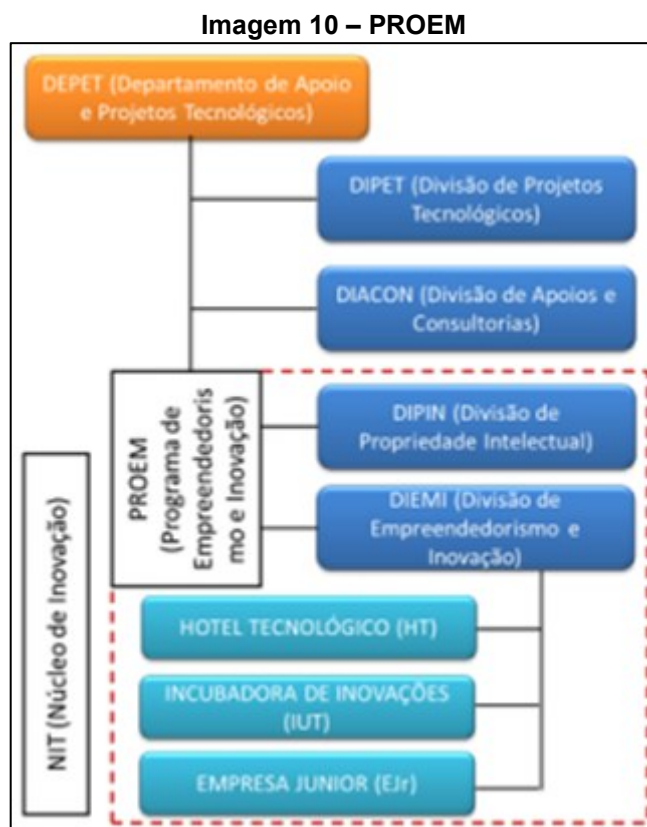 Imagem 10 – PROEM
DEPET (Departamento de Apoio
e Projetos Tecnológicos)
DIPET (Divisão de Projetos
Tecnológicos)
DIACON (Divisão de Apoios e
Consultorias)
PROEM
(Programa de
Empreendedoris
mo e Inovação)
DIPIN (Divisão de
Propriedade Intelectual)
DIEMI (Divisão de
Empreendedorismo e
Inovação)
NIT (Núcleo de Inovação)
HOTEL TECNOLÓGICO (HT)
INCUBADORA DE INOVAÇÕES
(IUT)
EMPRESA JUNIOR (EJr)